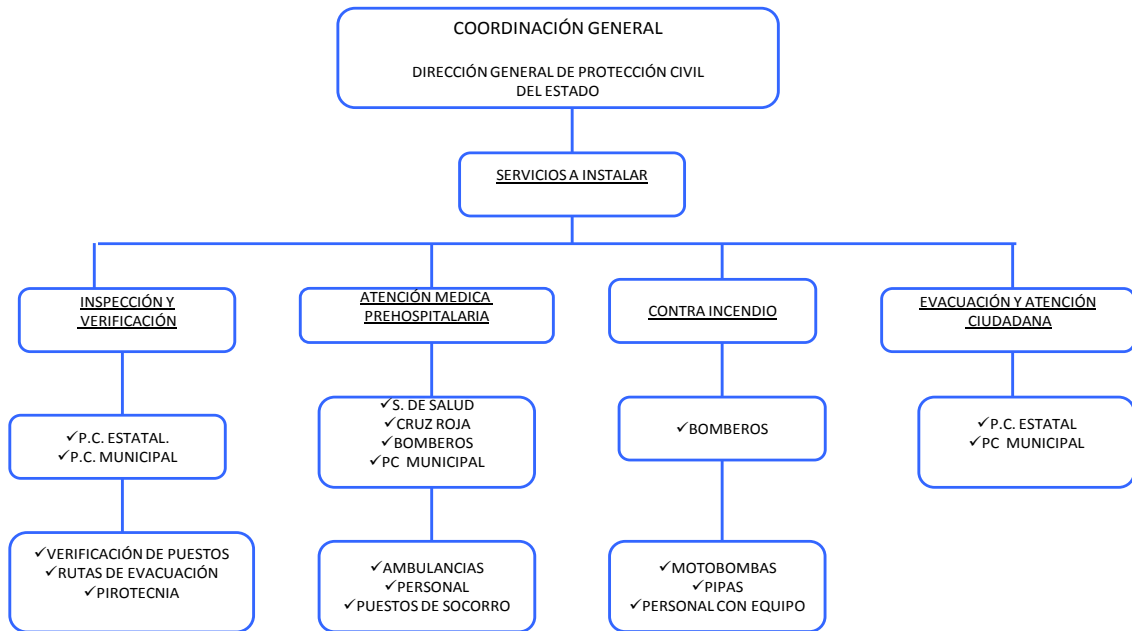 COORDINACIÓN GENERAL
DIRECCIÓN GENERAL DE PROTECCIÓN CIVIL
DEL ESTADO
SERVICIOS A INSTALAR
INSPECCIÓN Y
VERIFICACIÓN
ATENCIÓN MEDICA
PREHOSPITALARIA
CONTRA INCENDIO
EVACUACIÓN Y ATENCIÓN
CIUDADANA
✓P.C. ESTATAL.
✓P.C. MUNICIPAL
✓S. DE SALUD
✓CRUZ ROJA
✓BOMBEROS
✓PC MUNICIPAL
✓BOMBEROS
✓P.C. ESTATAL
✓PC MUNICIPAL
✓VERIFICACIÓN DE PUESTOS
✓RUTAS DE EVACUACIÓN
✓PIROTECNIA
✓AMBULANCIAS
✓PERSONAL
✓PUESTOS DE SOCORRO
✓MOTOBOMBAS
✓PIPAS
✓PERSONAL CON EQUIPO